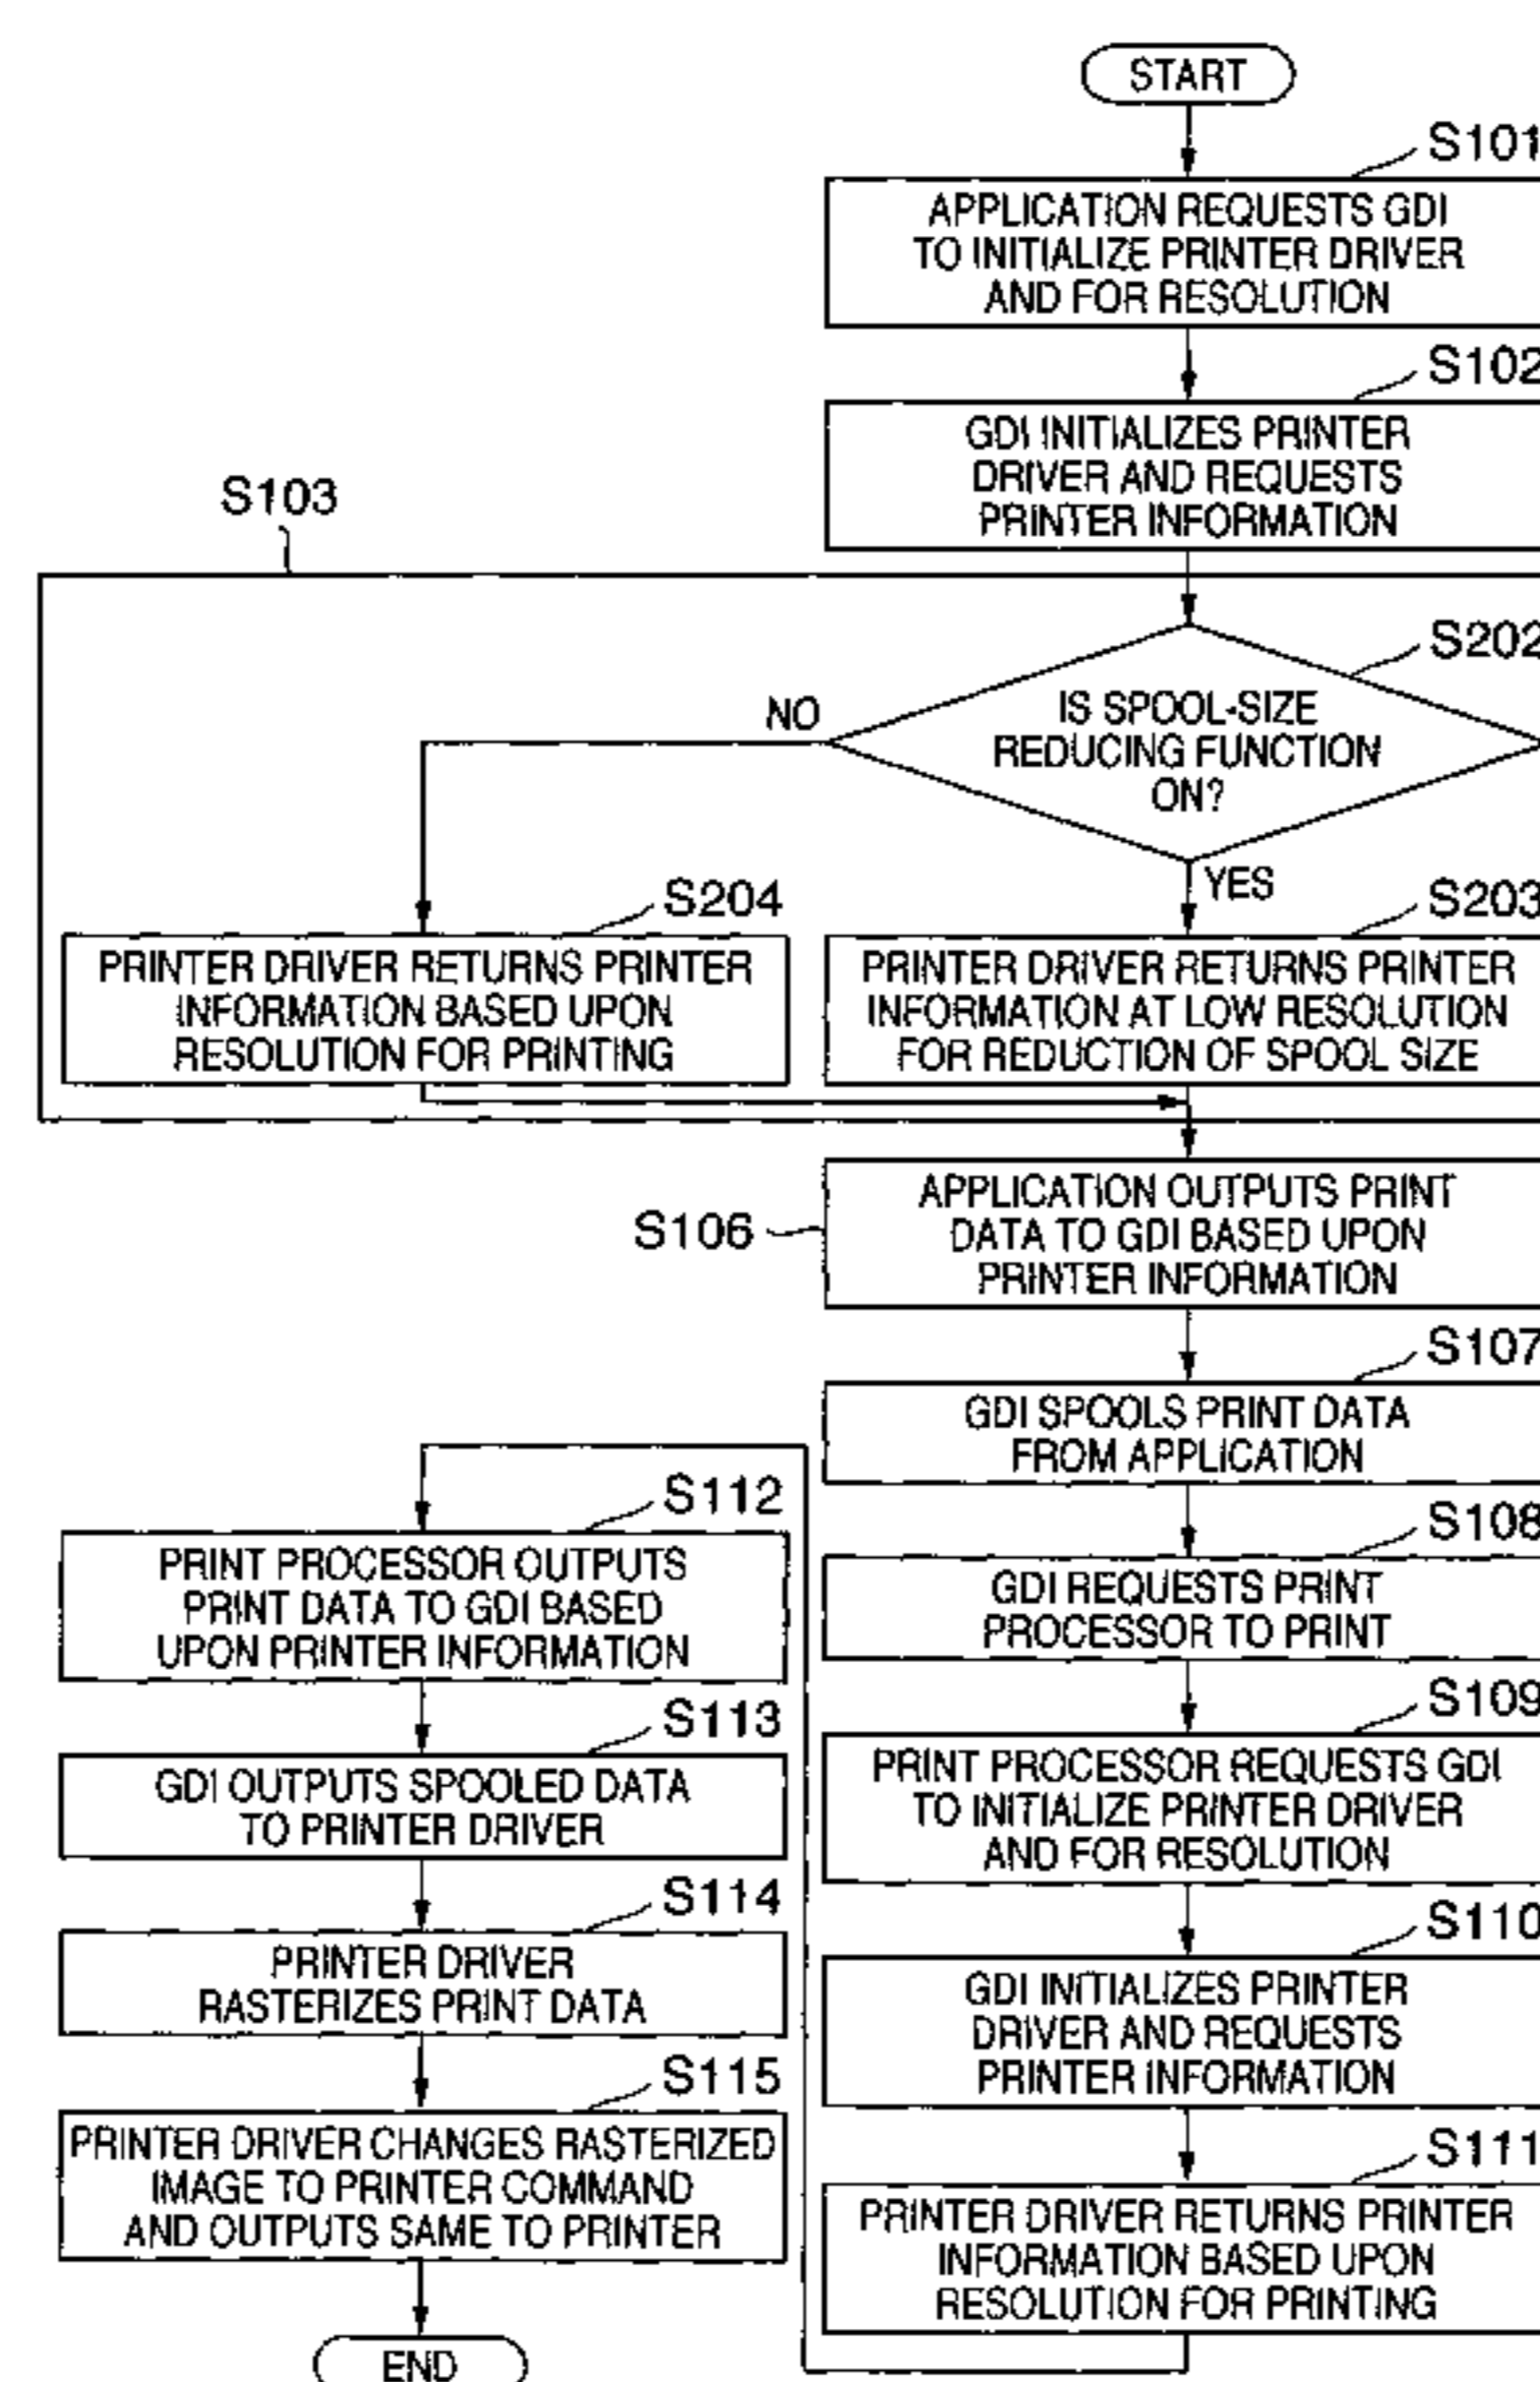 START
S101
APPLICATION REQUESTS GDI
TO INITIALIZE PRINTER DRIVER
AND FOR RESOLUTION
S102
GDI INITIALIZES PRINTER
DRIVER AND REQUESTS
PRINTER INFORMATION
S103
S202
IS SPOOL-SIZE
REDUCING FUNCTION
ON?
NO
YES
S204
PRINTER DRIVER RETURNS PRINTER
INFORMATION BASED UPON
RESOLUTION FOR PRINTING
S203
PRINTER DRIVER RETURNS PRINTER
INFORMATION AT LOW RESOLUTION
FOR REDUCTION OF SPOOL SIZE
S106
APPLICATION OUTPUTS PRINT
DATA TO GDI BASED UPON
PRINTER INFORMATION
S107
GDI SPOOLS PRINT DATA
FROM APPLICATION
S108
GDI REQUESTS PRINT
PROCESSOR TO PRINT
S109
PRINT PROCESSOR REQUESTS GDI
TO INITIALIZE PRINTER DRIVER
AND FOR RESOLUTION
S110
GDI INITIALIZES PRINTER
DRIVER AND REQUESTS
PRINTER INFORMATION
S111
PRINTER DRIVER RETURNS PRINTER
INFORMATION BASED UPON
RESOLUTION FOR PRINTING
S112
PRINT PROCESSOR OUTPUTS
PRINT DATA TO GDI BASED
UPON PRINTER INFORMATION
S113
GDI OUTPUTS SPOOLED DATA
TO PRINTER DRIVER
S114
PRINTER DRIVER
RASTERIZES PRINT DATA
S115
PRINTER DRIVER CHANGES RASTERIZED
IMAGE TO PRINTER COMMAND
AND OUTPUTS SAME TO PRINTER
END